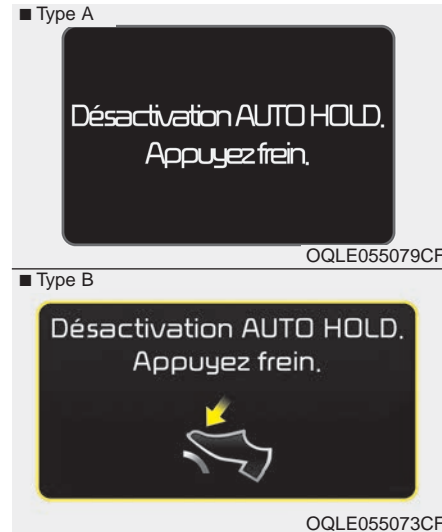 ■ Type A
Désactivation AUTO HOLD.
Appuyez frein.
OQLE055079CF
■ Type B
Désactivation AUTO HOLD.
Appuyez frein.
OQLE055073CF